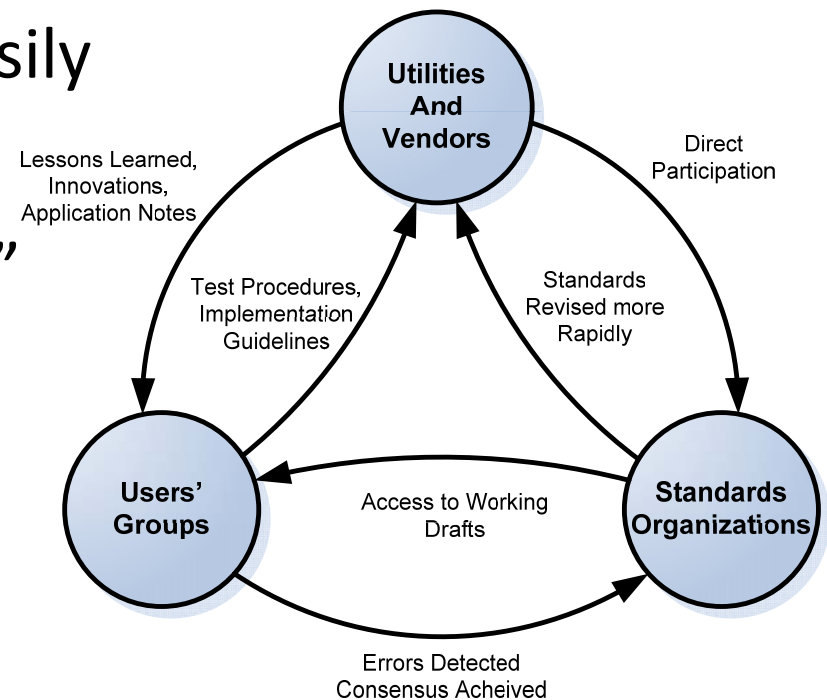 sily
Utilities
And
Vendors
Direct
Participation
Lessons Learned,
Innovations,
Application Notes
”
Test Procedures,
Implementation
Guidelines
Standards
Revised more
Rapidly
Users’
Groups
Access to Working
Drafts
Standards
Organizations
Errors Detected
Consensus Acheived